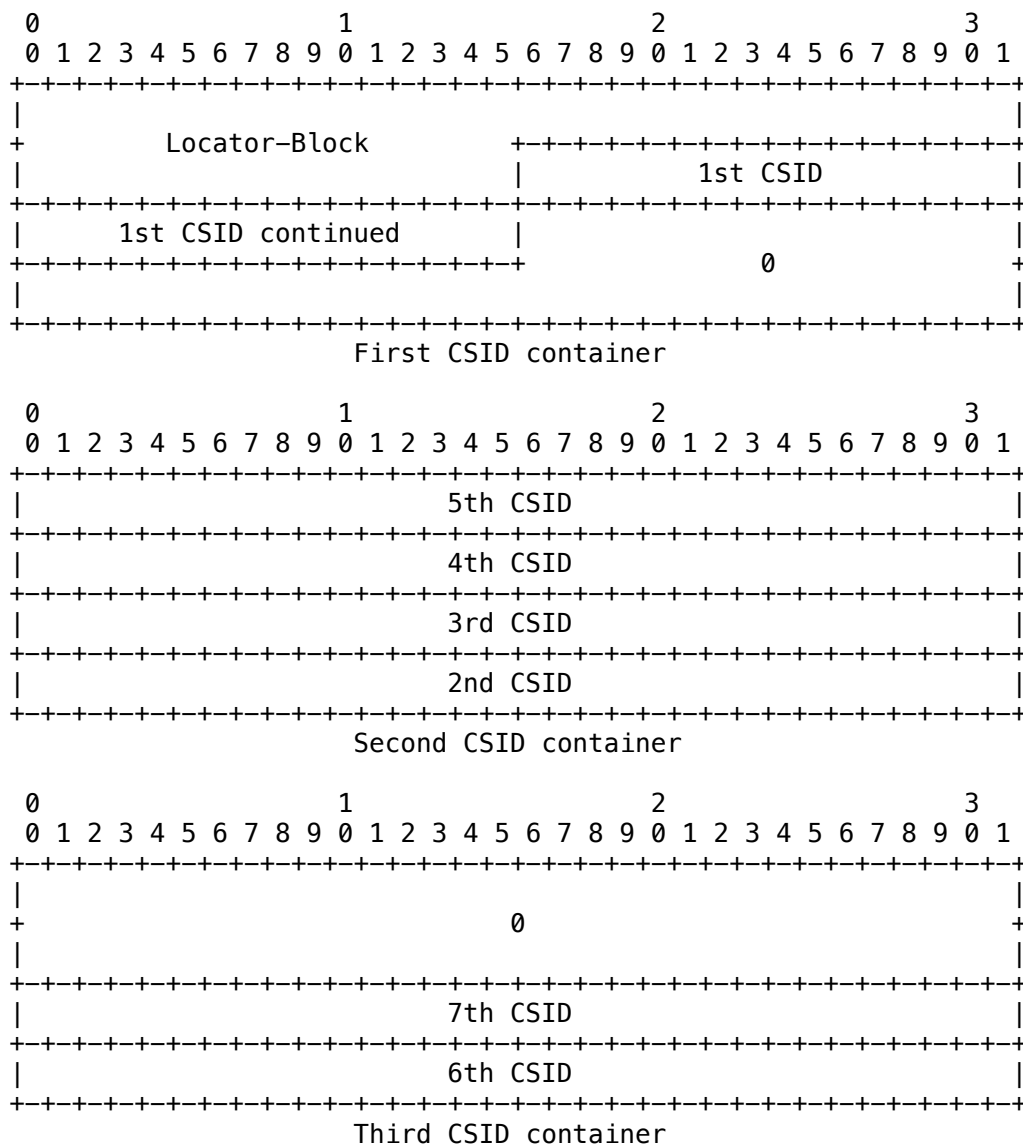 0                   1                   2                   3
 0 1 2 3 4 5 6 7 8 9 0 1 2 3 4 5 6 7 8 9 0 1 2 3 4 5 6 7 8 9 0 1
+-+-+-+-+-+-+-+-+-+-+-+-+-+-+-+-+-+-+-+-+-+-+-+-+-+-+-+-+-+-+-+-+
|                                                               |
+         Locator-Block         +-+-+-+-+-+-+-+-+-+-+-+-+-+-+-+-+
|                               |           1st CSID            |
+-+-+-+-+-+-+-+-+-+-+-+-+-+-+-+-+-+-+-+-+-+-+-+-+-+-+-+-+-+-+-+-+
|      1st CSID continued       |                               |
+-+-+-+-+-+-+-+-+-+-+-+-+-+-+-+-+               0               +
|                                                               |
+-+-+-+-+-+-+-+-+-+-+-+-+-+-+-+-+-+-+-+-+-+-+-+-+-+-+-+-+-+-+-+-+
                      First CSID container

 0                   1                   2                   3
 0 1 2 3 4 5 6 7 8 9 0 1 2 3 4 5 6 7 8 9 0 1 2 3 4 5 6 7 8 9 0 1
+-+-+-+-+-+-+-+-+-+-+-+-+-+-+-+-+-+-+-+-+-+-+-+-+-+-+-+-+-+-+-+-+
|                           5th CSID                            |
+-+-+-+-+-+-+-+-+-+-+-+-+-+-+-+-+-+-+-+-+-+-+-+-+-+-+-+-+-+-+-+-+
|                           4th CSID                            |
+-+-+-+-+-+-+-+-+-+-+-+-+-+-+-+-+-+-+-+-+-+-+-+-+-+-+-+-+-+-+-+-+
|                           3rd CSID                            |
+-+-+-+-+-+-+-+-+-+-+-+-+-+-+-+-+-+-+-+-+-+-+-+-+-+-+-+-+-+-+-+-+
|                           2nd CSID                            |
+-+-+-+-+-+-+-+-+-+-+-+-+-+-+-+-+-+-+-+-+-+-+-+-+-+-+-+-+-+-+-+-+
                      Second CSID container

 0                   1                   2                   3
 0 1 2 3 4 5 6 7 8 9 0 1 2 3 4 5 6 7 8 9 0 1 2 3 4 5 6 7 8 9 0 1
+-+-+-+-+-+-+-+-+-+-+-+-+-+-+-+-+-+-+-+-+-+-+-+-+-+-+-+-+-+-+-+-+
|                                                               |
+                               0                               +
|                                                               |
+-+-+-+-+-+-+-+-+-+-+-+-+-+-+-+-+-+-+-+-+-+-+-+-+-+-+-+-+-+-+-+-+
|                           7th CSID                            |
+-+-+-+-+-+-+-+-+-+-+-+-+-+-+-+-+-+-+-+-+-+-+-+-+-+-+-+-+-+-+-+-+
|                           6th CSID                            |
+-+-+-+-+-+-+-+-+-+-+-+-+-+-+-+-+-+-+-+-+-+-+-+-+-+-+-+-+-+-+-+-+
                      Third CSID container